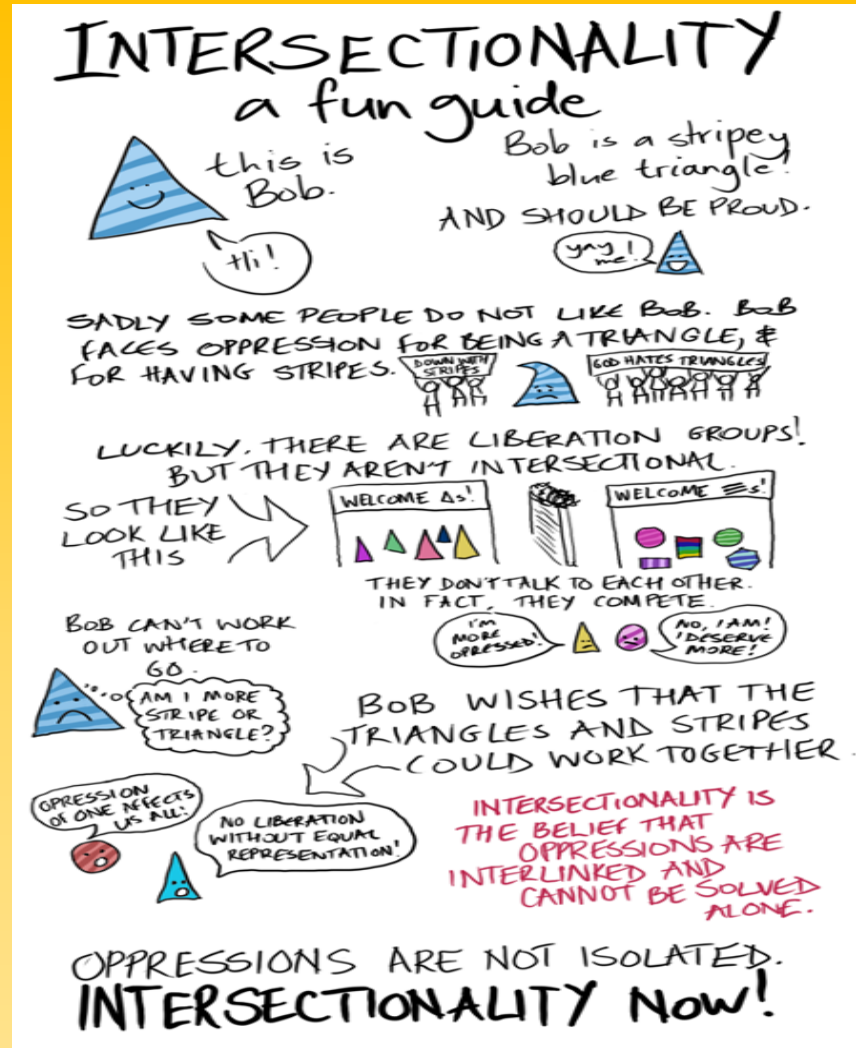 INTERSECTIONALITY
a fun guide
this is
Bob.
Hi!
Bob is a stripey
blue triangle!
AND SHOULD BE PROUD.
yay
me!
SADLY SOME PEOPLE DO NOT LIKE BOB. BOB
FACES OPPRESSION FOR BEING A TRIANGLE, &
FOR HAVING STRIPES.
DOWN WITH
STRIPES
GOD HATES TRIANGLES
LUCKILY, THERE ARE LIBERATION GROUPS!
BUT THEY AREN'T INTERSECTIONAL.
SO THEY
LOOK LIKE
THIS
WELCOME ∆s!
WELCOME ≡s!
THEY DON'T TALK TO EACH OTHER.
IN FACT, THEY COMPETE.
I'M
MORE
OPRESSED!
NO, I AM!
I DESERVE
MORE!
BOB CAN'T WORK
OUT WHERE TO
GO.
AM I MORE
STRIPE OR
TRIANGLE?
BOB WISHES THAT THE
TRIANGLES AND STRIPES
COULD WORK TOGETHER.
OPRESSION
OF ONE AFFECTS
US ALL!
NO LIBERATION
WITHOUT EQUAL
REPRESENTATION!
INTERSECTIONALITY IS
THE BELIEF THAT
OPPRESSIONS ARE
INTERLINKED AND
CANNOT BE SOLVED
ALONE.
OPPRESSIONS ARE NOT ISOLATED.
INTERSECTIONALITY NOW!